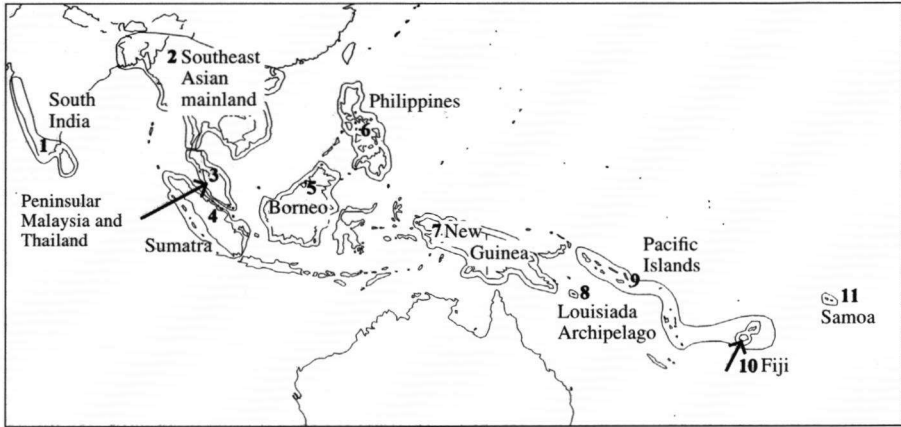 2 Southeast
Asian
mainland
South
India
1
Philippines
6
3
Peninsular
Malaysia and
Thailand
4
Sumatra
5
Borneo
7 New
Guinea
Pacific
Islands
9
8
Louisiada
Archipelago
11
Samoa
10 Fiji